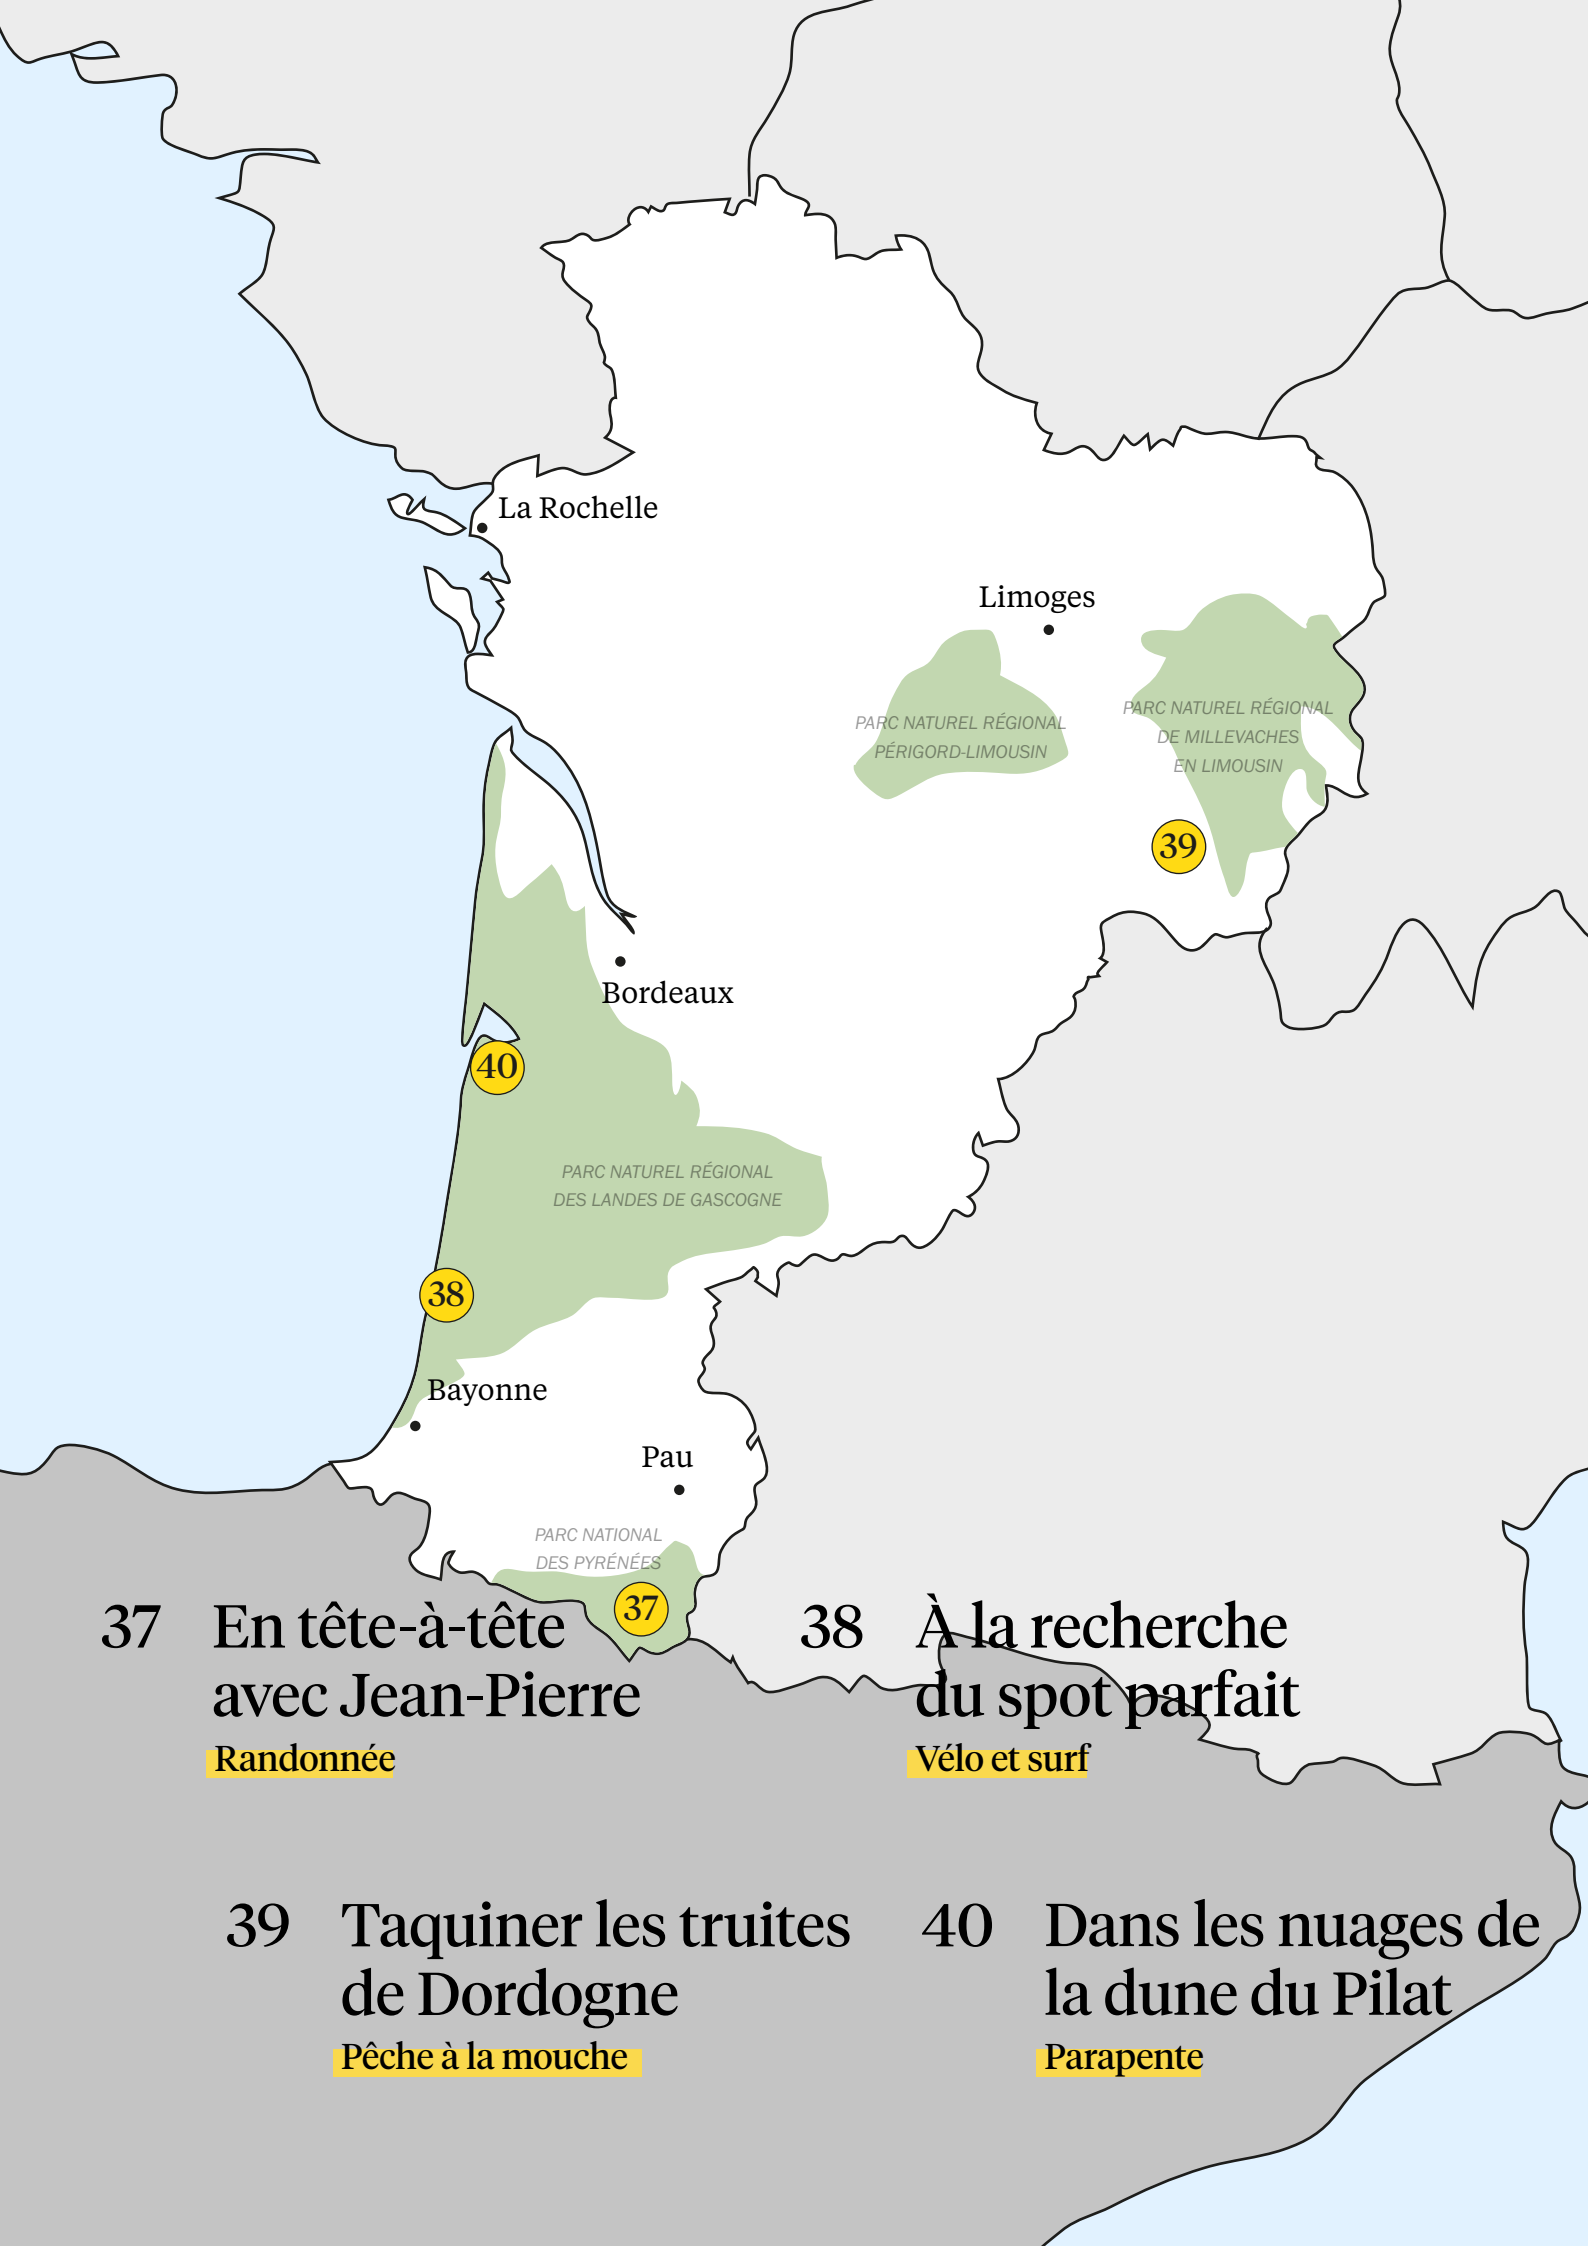 La Rochelle
Limoges
PARC NATUREL RÉGIONAL
PÉRIGORD-LIMOUSIN
PARC NATUREL RÉGIONAL
DE MILLEVACHES
EN LIMOUSIN
39
Bordeaux
40
PARC NATUREL RÉGIONAL
DES LANDES DE GASCOGNE
38
Bayonne
Pau
PARC NATIONAL
DES PYRÉNÉES
37
37 En tête-à-tête
avec Jean-Pierre
Randonnée
38 À la recherche
du spot parfait
Vélo et surf
39 Taquiner les truites
de Dordogne
Pêche à la mouche
40 Dans les nuages de
la dune du Pilat
Parapente